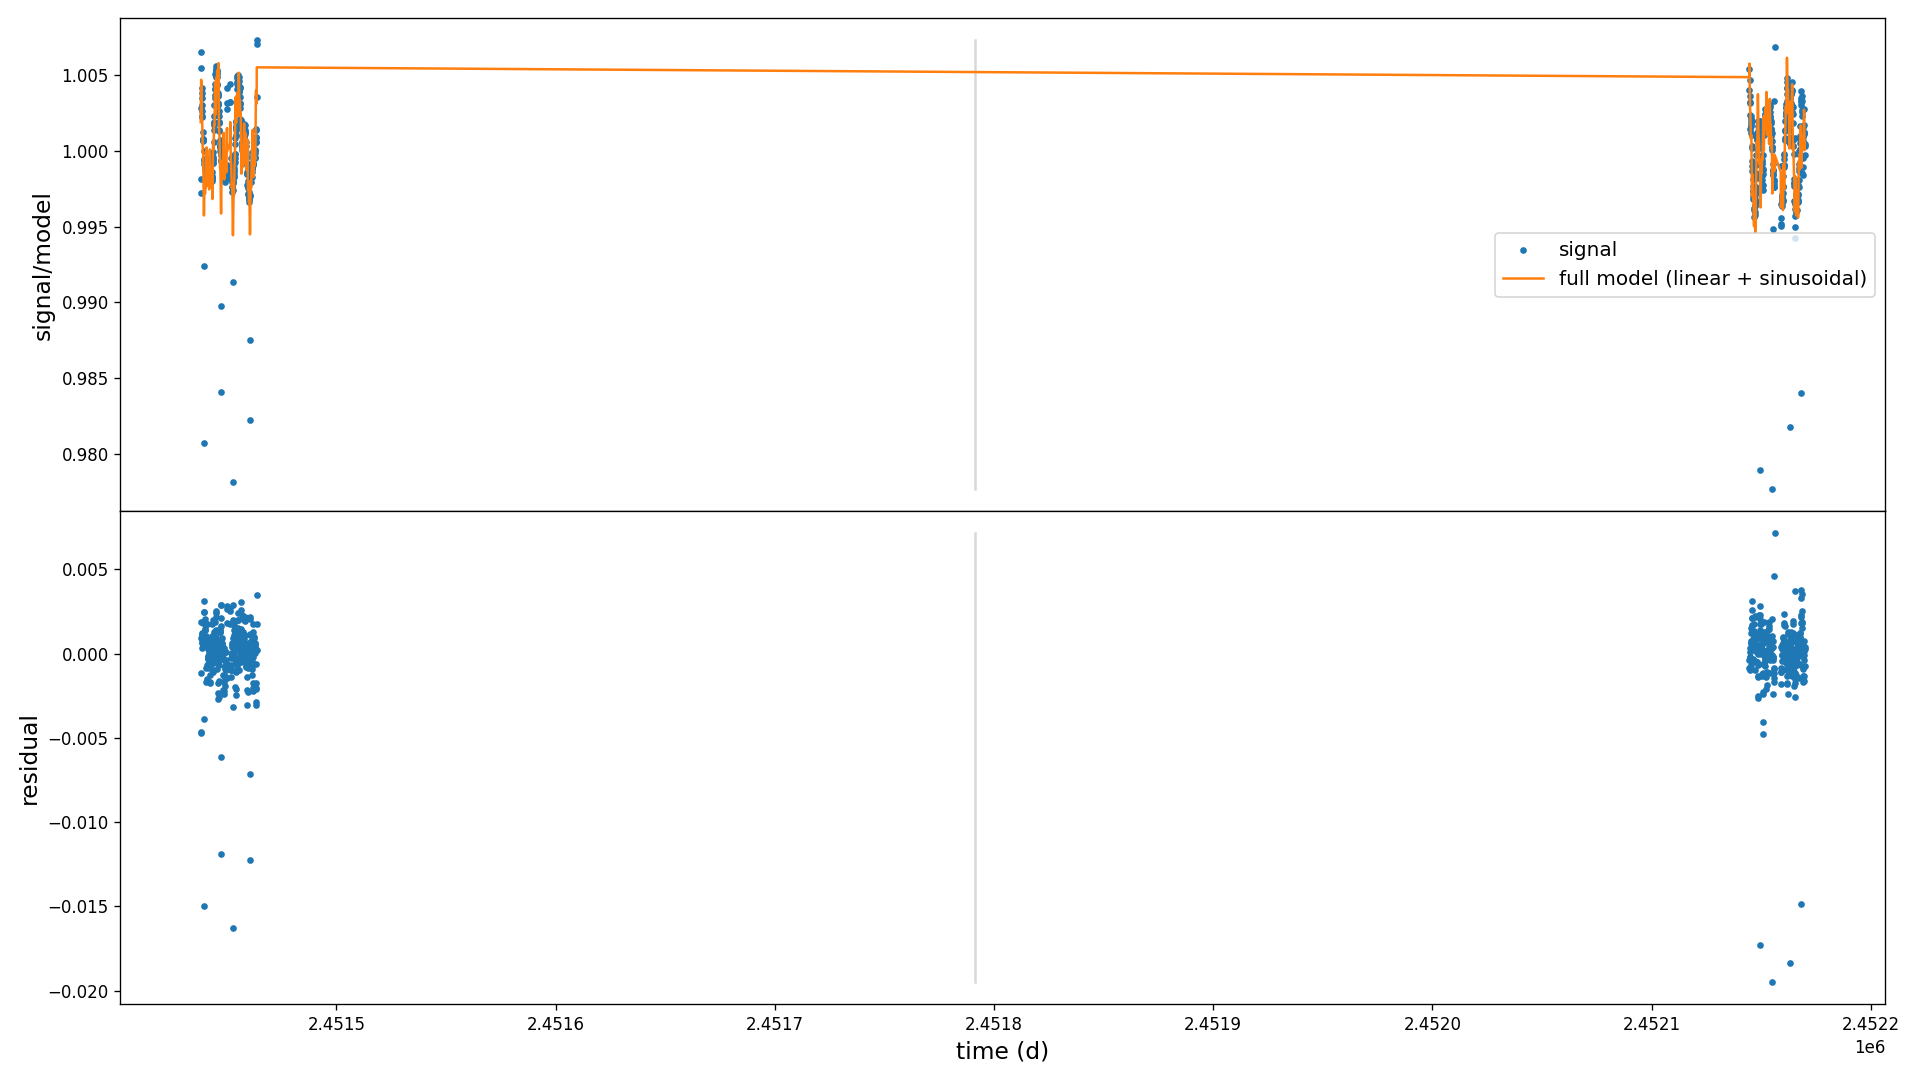 1.005
1.000
0.995
0.990
0.985
0.980
signal/model
signal
full model (linear + sinusoidal)
0.005
0.000
−0.005
−0.010
−0.015
−0.020
residual
2.4515 2.4516 2.4517 2.4518 2.4519 2.4520 2.4521 2.4522
1e6
time (d)